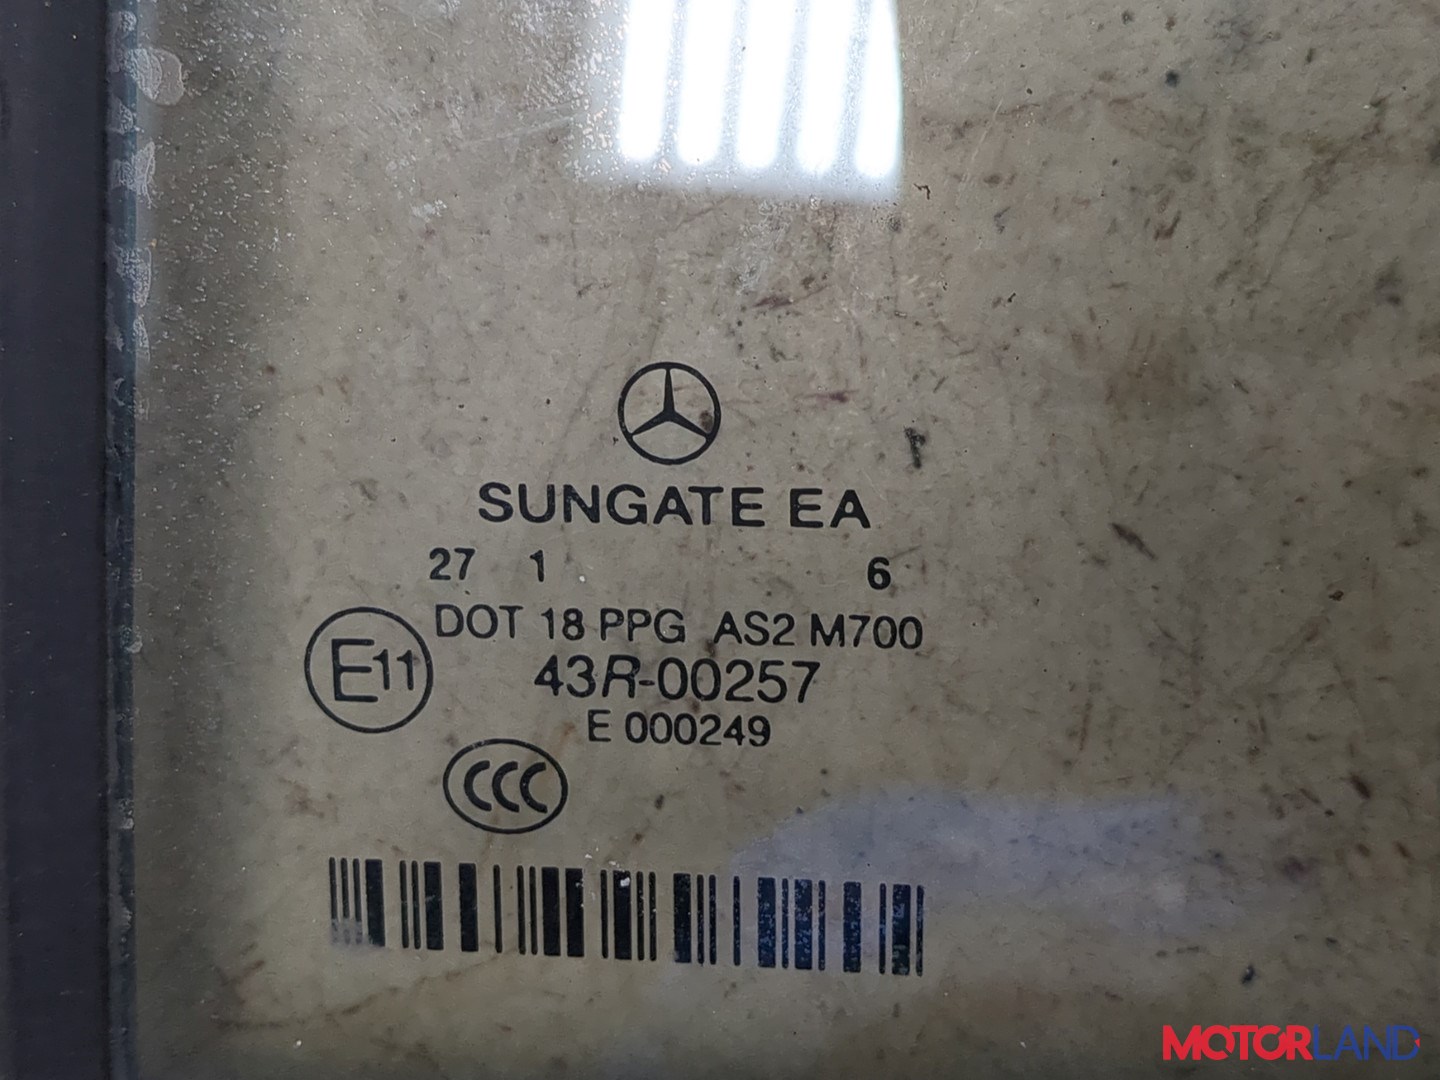 SUNGATE EA
27 1 6
DOT 18 PPG AS2 M700
E11
43R-00257
E 000249
CCC
MOTORLAND